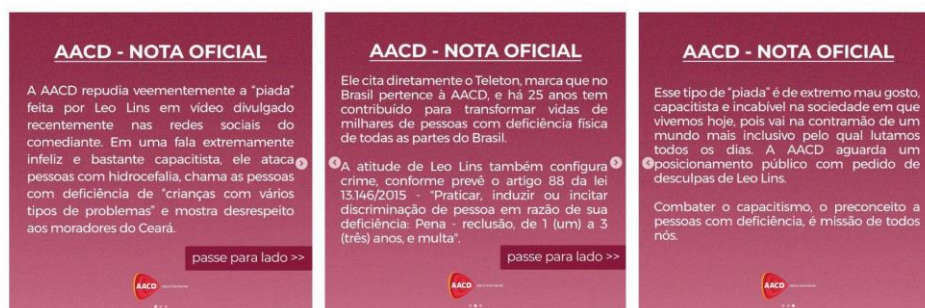 AACD - NOTA OFICIAL
A AACD repudia veementemente a “piada”
feita por Leo Lins em vídeo divulgado
recentemente nas redes sociais do
comediante. Em uma fala extremamente
infeliz e bastante capacitista, ele ataca
pessoas com hidrocefalia, chama as pessoas
com deficiência de “crianças com vários
tipos de problemas” e mostra desrespeito
aos moradores do Ceará.
passe para lado >>
AACD
AACD - NOTA OFICIAL
Ele cita diretamente o Teleton, marca que no
Brasil pertence à AACD, e há 25 anos tem
contribuído para transformar vidas de
milhares de pessoas com deficiência física
de todas as partes do Brasil.
A atitude de Leo Lins também configura
crime, conforme prevê o artigo 88 da lei
13.146/2015 - "Praticar, induzir ou incitar
discriminação de pessoa em razão de sua
deficiência: Pena - reclusão, de 1 (um) a 3
(três) anos, e multa".
passe para lado >>
AACD
AACD - NOTA OFICIAL
Esse tipo de “piada” é de extremo mau gosto,
capacitista e incabível na sociedade em que
vivemos hoje, pois vai na contramão de um
mundo mais inclusivo pelo qual lutamos
todos os dias. A AACD aguarda um
posicionamento público com pedido de
desculpas de Leo Lins.
Combater o capacitismo, o preconceito a
pessoas com deficiência, é missão de todos
nós.
AACD